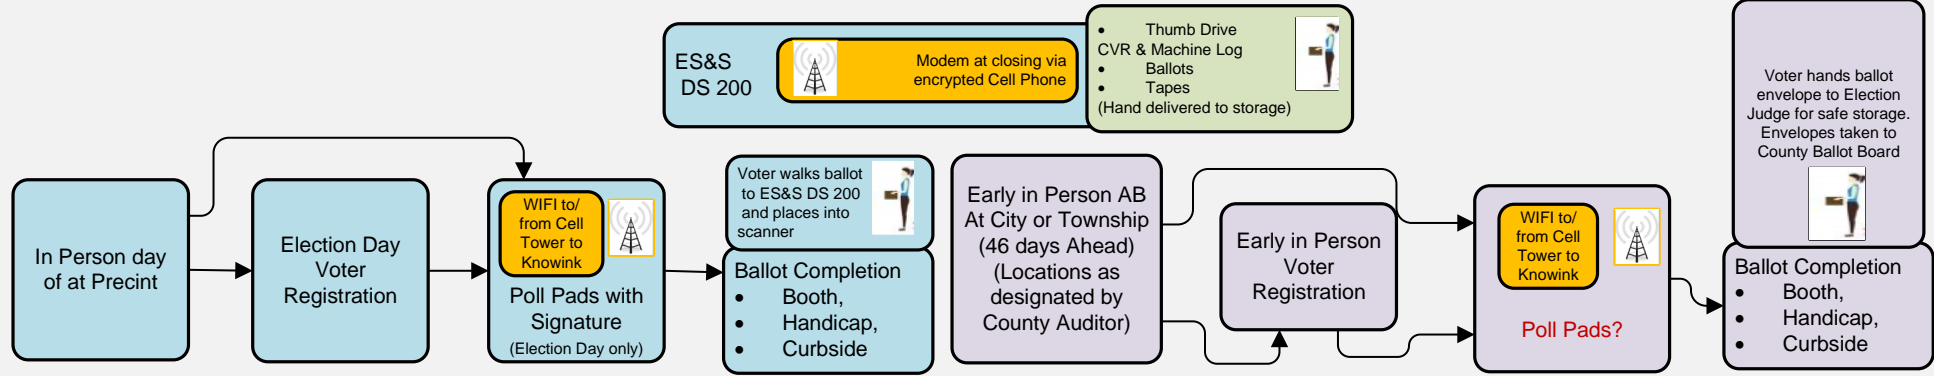 ES&S
DS 200
Modem at closing via
encrypted Cell Phone
• Thumb Drive
CVR & Machine Log
• Ballots
• Tapes
(Hand delivered to storage)
In Person day
of at Precint
Election Day
Voter
Registration
WIFI to/
from Cell
Tower to
Knowink
Poll Pads with
Signature
(Election Day only)
Voter walks ballot
to ES&S DS 200
and places into
scanner
Ballot Completion
• Booth,
• Handicap,
• Curbside
Early in Person AB
At City or Township
(46 days Ahead)
(Locations as
designated by
County Auditor)
Early in Person
Voter
Registration
WIFI to/
from Cell
Tower to
Knowink
Poll Pads?
Voter hands ballot
envelope to Election
Judge for safe storage.
Envelopes taken to
County Ballot Board
Ballot Completion
• Booth,
• Handicap,
• Curbside